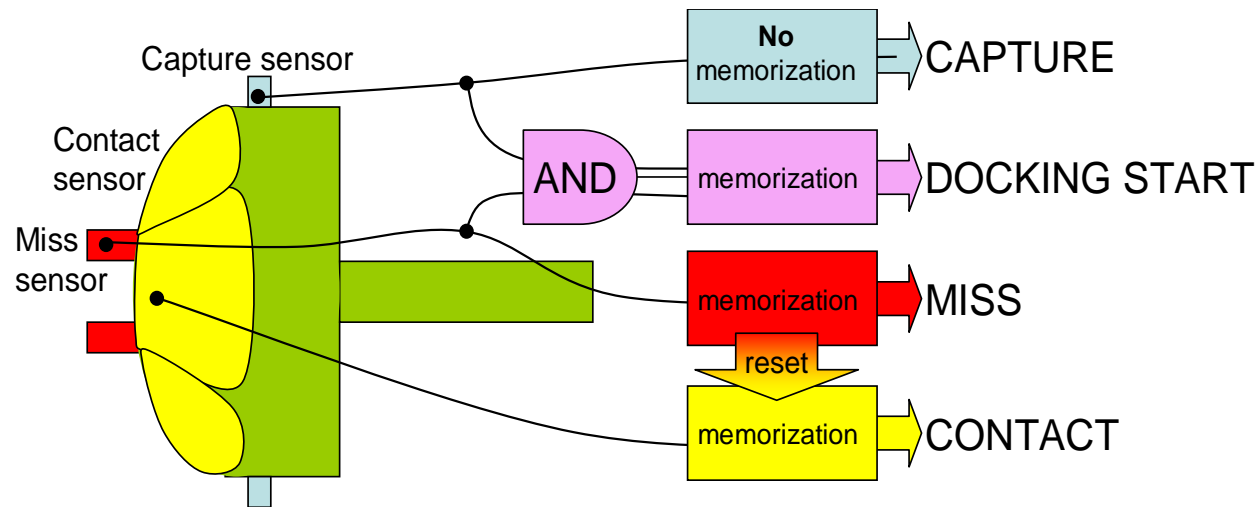 Capture sensor
Contact
sensor
Miss
sensor
No
memorization
CAPTURE
AND
memorization
DOCKING START
memorization
MISS
reset
memorization
CONTACT